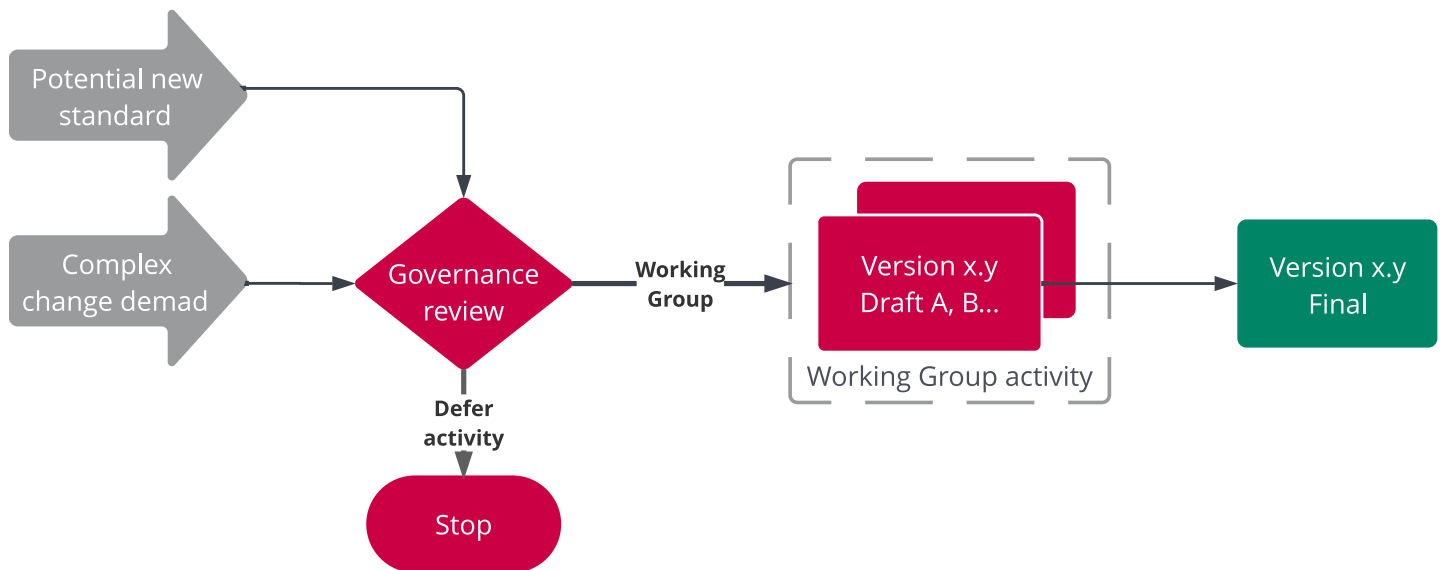 Potential new
standard
Complex
change demad
Governance
review
Working
Group
Defer
activity
Stop
Version x.y
Draft A, B...
Working Group activity
Version x.y
Final